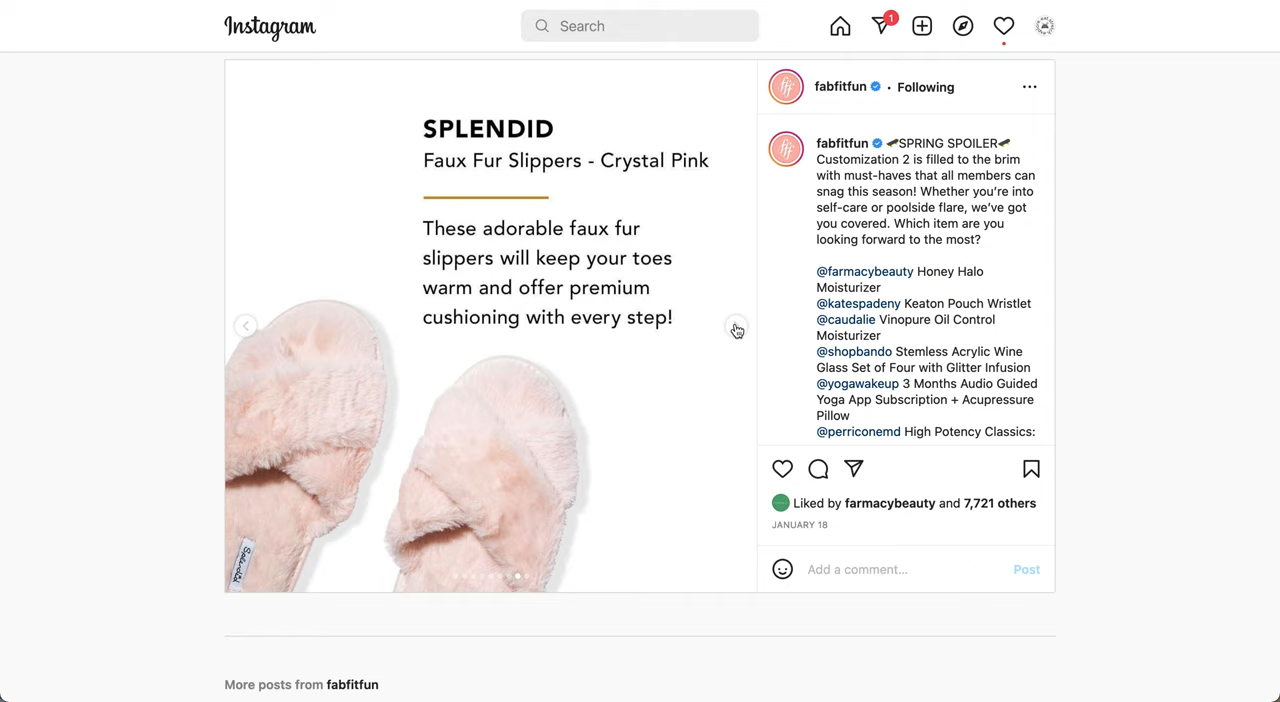 Instagram
Search
1
SPLENDID
Faux Fur Slippers - Crystal Pink
These adorable faux fur
slippers will keep your toes
warm and offer premium
cushioning with every step!
Splendid
fff
fabfitfun • Following
fff
fabfitfun SPRING SPOILER
Customization 2 is filled to the brim
with must-haves that all members can
snag this season! Whether you’re into
self-care or poolside flare, we’ve got
you covered. Which item are you
looking forward to the most?
@farmacybeauty Honey Halo
Moisturizer
@katespadeny Keaton Pouch Wristlet
@caudalie Vinopure Oil Control
Moisturizer
@shopbando Stemless Acrylic Wine
Glass Set of Four with Glitter Infusion
@yogawakeup 3 Months Audio Guided
Yoga App Subscription + Acupressure
Pillow
@perriconemd High Potency Classics:
Liked by farmacybeauty and 7,721 others
JANUARY 18
Add a comment... Post
More posts from fabfitfun